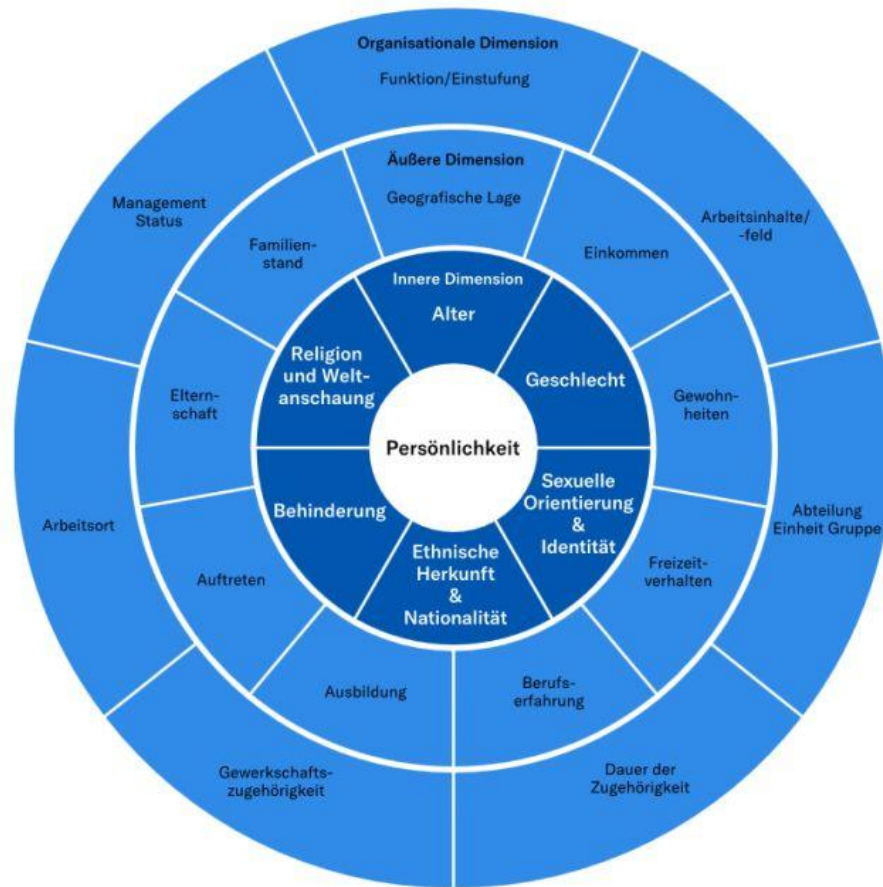 Organisationale Dimension
Funktion/Einstufung
Arbeitsinhalte/
-feld
Abteilung
Einheit Gruppe
Dauer der
Zugehörigkeit
Gewerkschafts-
zugehörigkeit
Arbeitsort
Management
Status
Äußere Dimension
Geografische Lage
Einkommen
Gewohn-
heiten
Freizeit-
verhalten
Berufs-
erfahrung
Ausbildung
Auftreten
Eltern-
schaft
Familien-
stand
Innere Dimension
Alter
Geschlecht
Sexuelle
Orientierung
&
Identität
Ethnische
Herkunft
&
Nationalität
Behinderung
Religion
und Welt-
anschaung
Persönlichkeit